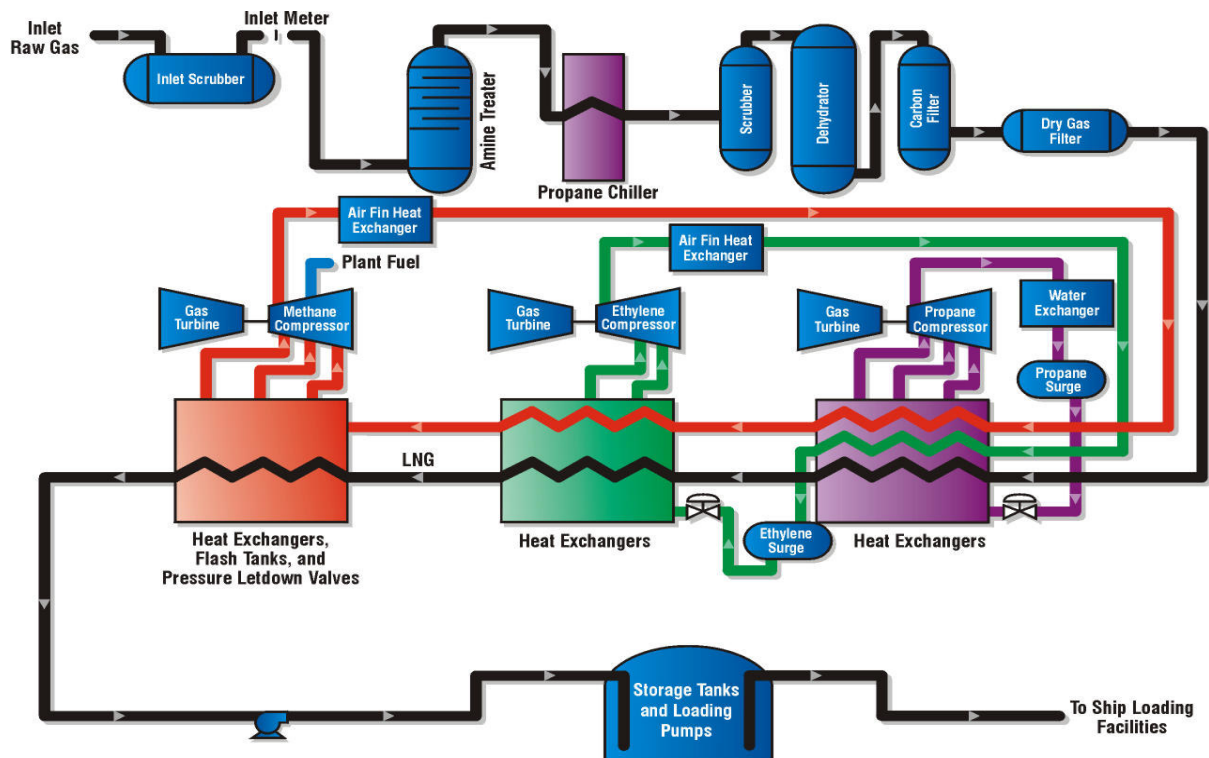 Inlet
Raw Gas
Inlet Meter
Inlet Scrubber
Amine Treater
Propane Chiller
Scrubber
Dehydrator
Carbon
Filter
Dry Gas
Filter
Air Fin Heat
Exchanger
Plant Fuel
Air Fin Heat
Exchanger
Gas
Turbine
Methane
Compressor
Gas
Turbine
Ethylene
Compressor
Gas
Turbine
Propane
Compressor
Water
Exchanger
Propane
Surge
LNG
Heat Exchangers,
Flash Tanks, and
Pressure Letdown Valves
Heat Exchangers
Ethylene
Surge
Heat Exchangers
Storage Tanks
and Loading
Pumps
To Ship Loading
Facilities